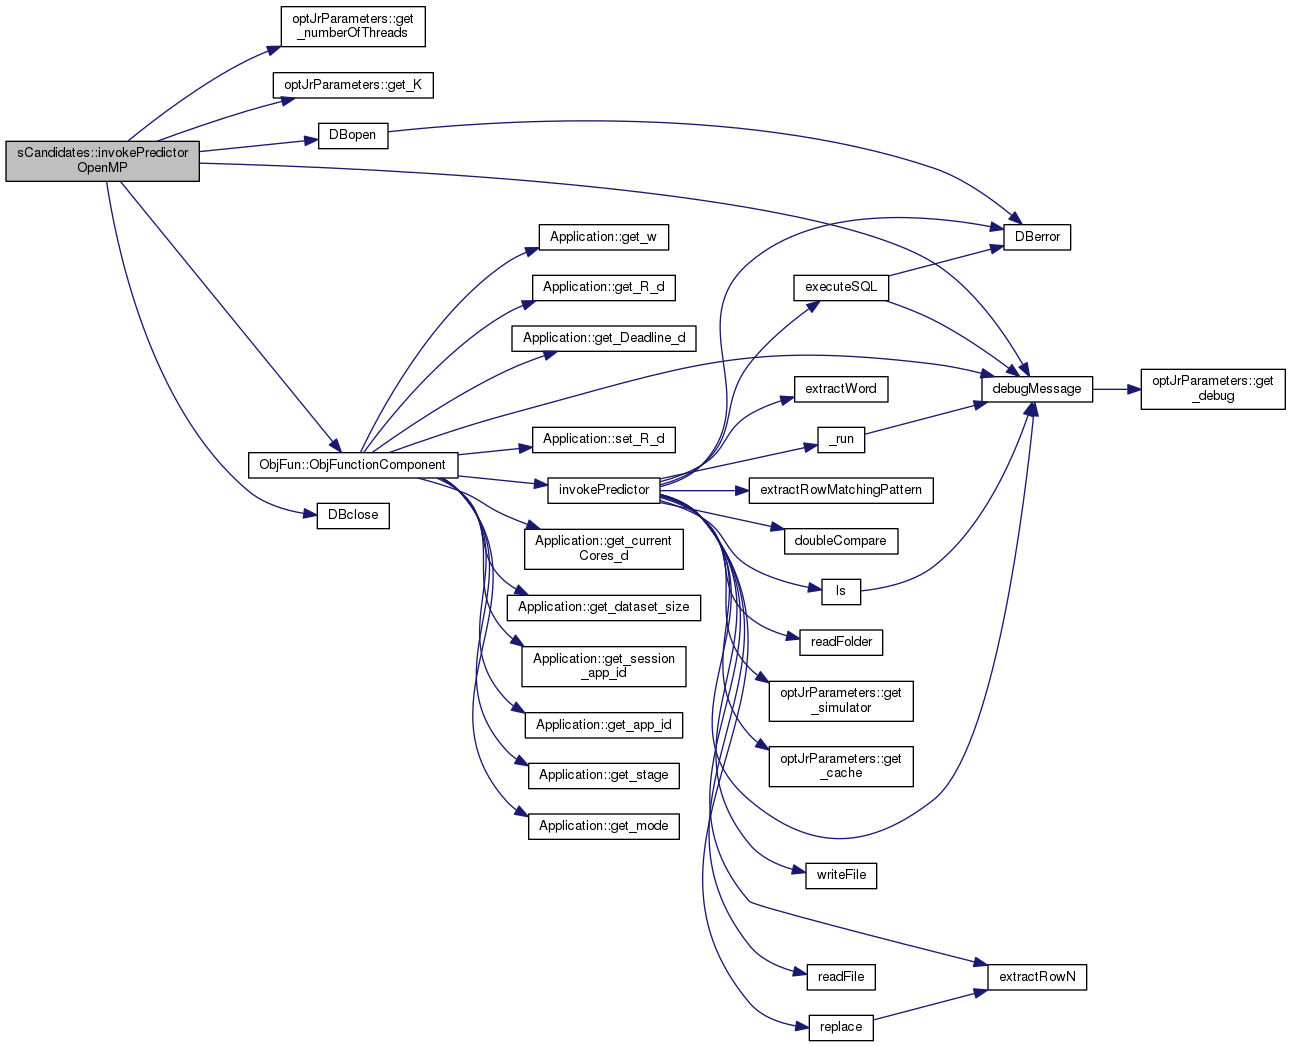 optJrParameters::get
_numberOfThreads
optJrParameters::get_K
DBopen
sCandidates::invokePredictor
OpenMP
Application::get_w
DBerror
Application::get_R_d
executeSQL
Application::get_Deadline_d
extractWord
debugMessage
optJrParameters::get
_debug
Application::set_R_d
_run
ObjFun::ObjFunctionComponent
invokePredictor
extractRowMatchingPattern
DBclose
Application::get_current
Cores_d
doubleCompare
ls
Application::get_dataset_size
readFolder
Application::get_session
_app_id
optJrParameters::get
_simulator
Application::get_app_id
optJrParameters::get
_cache
Application::get_stage
Application::get_mode
writeFile
readFile
extractRowN
replace